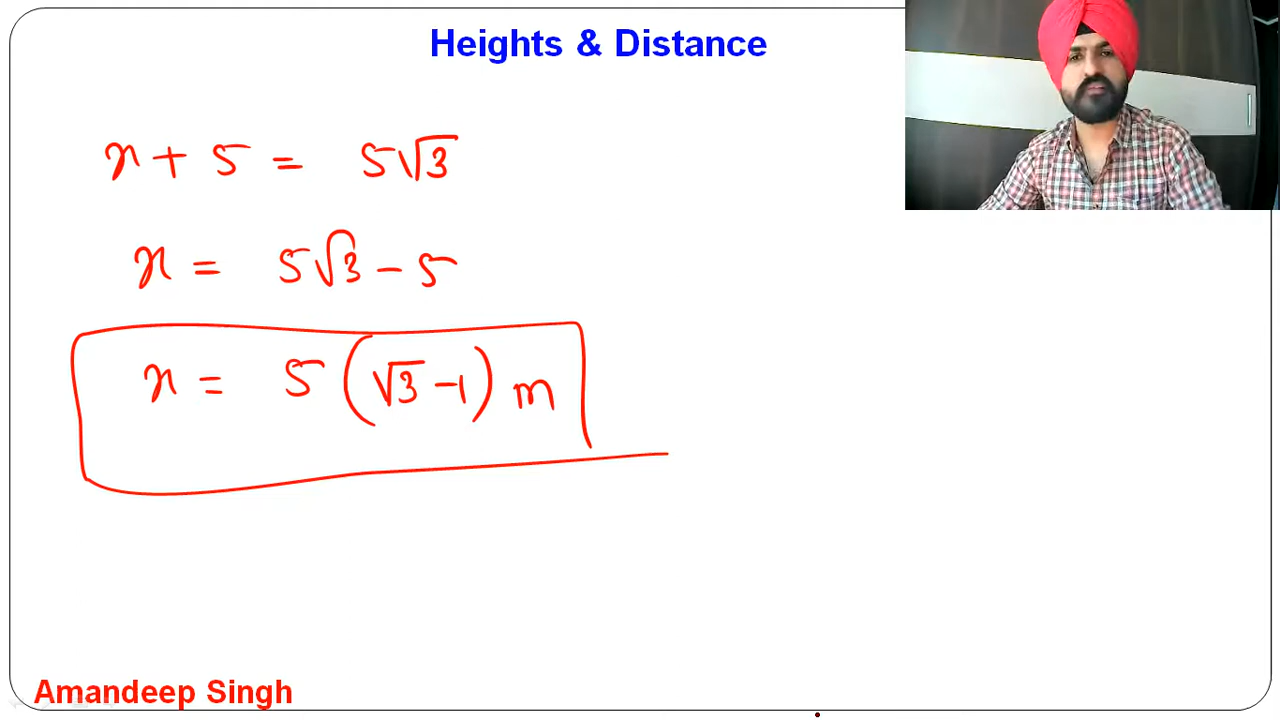 Heights & Distance
x + 5 = 5√3
x = 5√3 - 5
x = 5(√3 - 1) m
Amandeep Singh